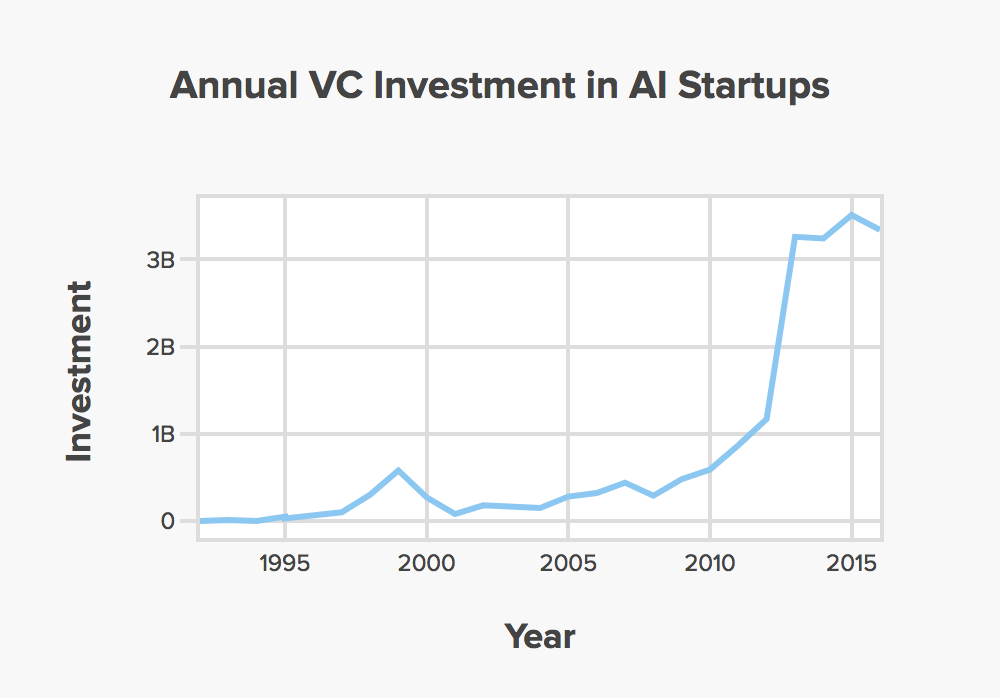 Annual VC Investment in AI Startups
Investment
3B
2B
1B
0
1995 2000 2005 2010 2015
Year